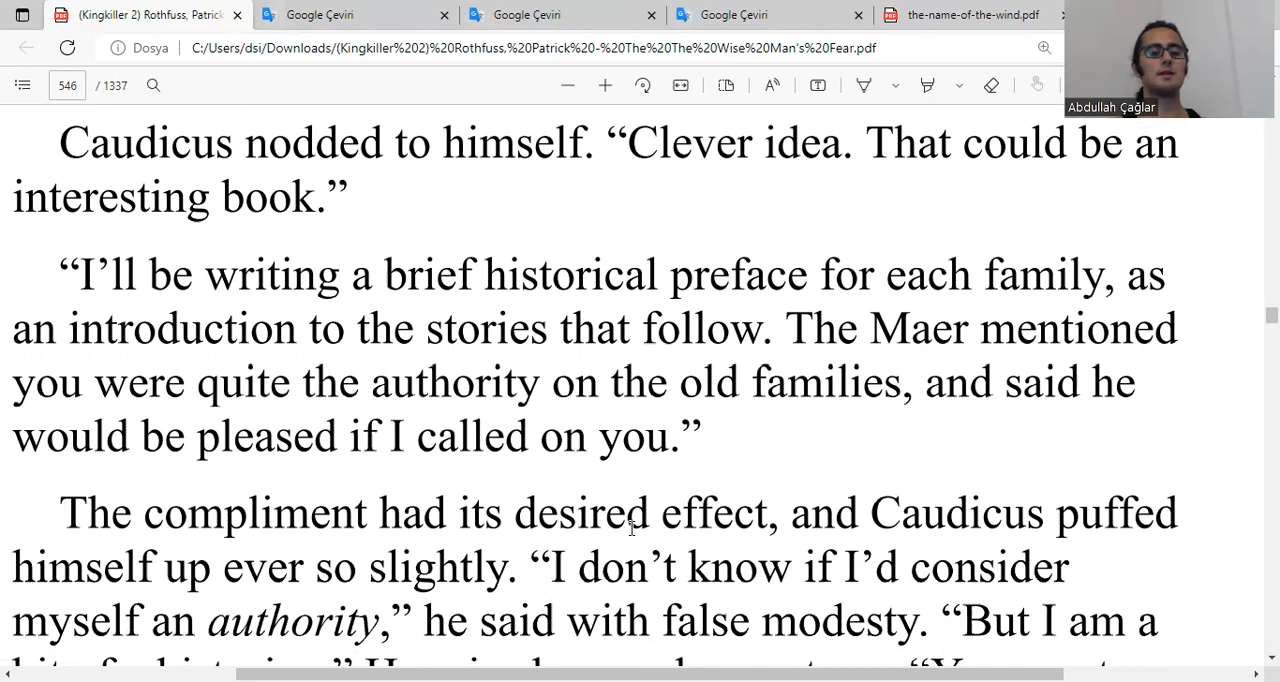 (Kingkiller 2) Rothfuss, Patrick
Google Çeviri
Google Çeviri
Google Çeviri
the-name-of-the-wind.pdf
Dosya
C:/Users/dsi/Downloads/(Kingkiller%202)%20Rothfuss,%20Patrick%20-%20The%20The%20Wise%20Man's%20Fear.pdf
546 / 1337
Abdullah Çağlar
Caudicus nodded to himself. “Clever idea. That could be an
interesting book.”
“I’ll be writing a brief historical preface for each family, as
an introduction to the stories that follow. The Maer mentioned
you were quite the authority on the old families, and said he
would be pleased if I called on you.”
The compliment had its desired effect, and Caudicus puffed
himself up ever so slightly. “I don’t know if I’d consider
myself an authority,” he said with false modesty. “But I am a